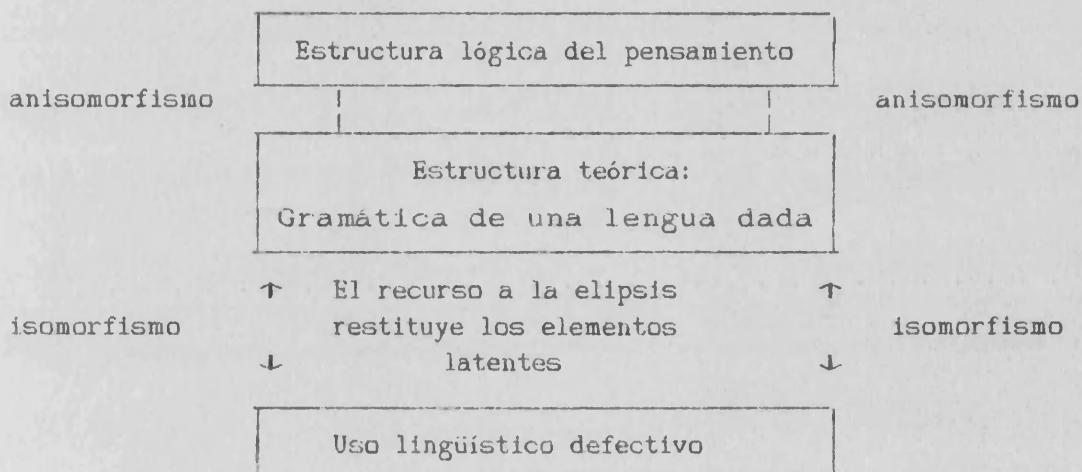 Estructura lógica del pensamiento
anisomorfismo anisomorfismo
Estructura teórica:
Gramática de una lengua dada
↑ El recurso a la elipsis ↑
isomorfismo restituye los elementos isomorfismo
↓ latentes ↓
Uso lingüístico defectivo